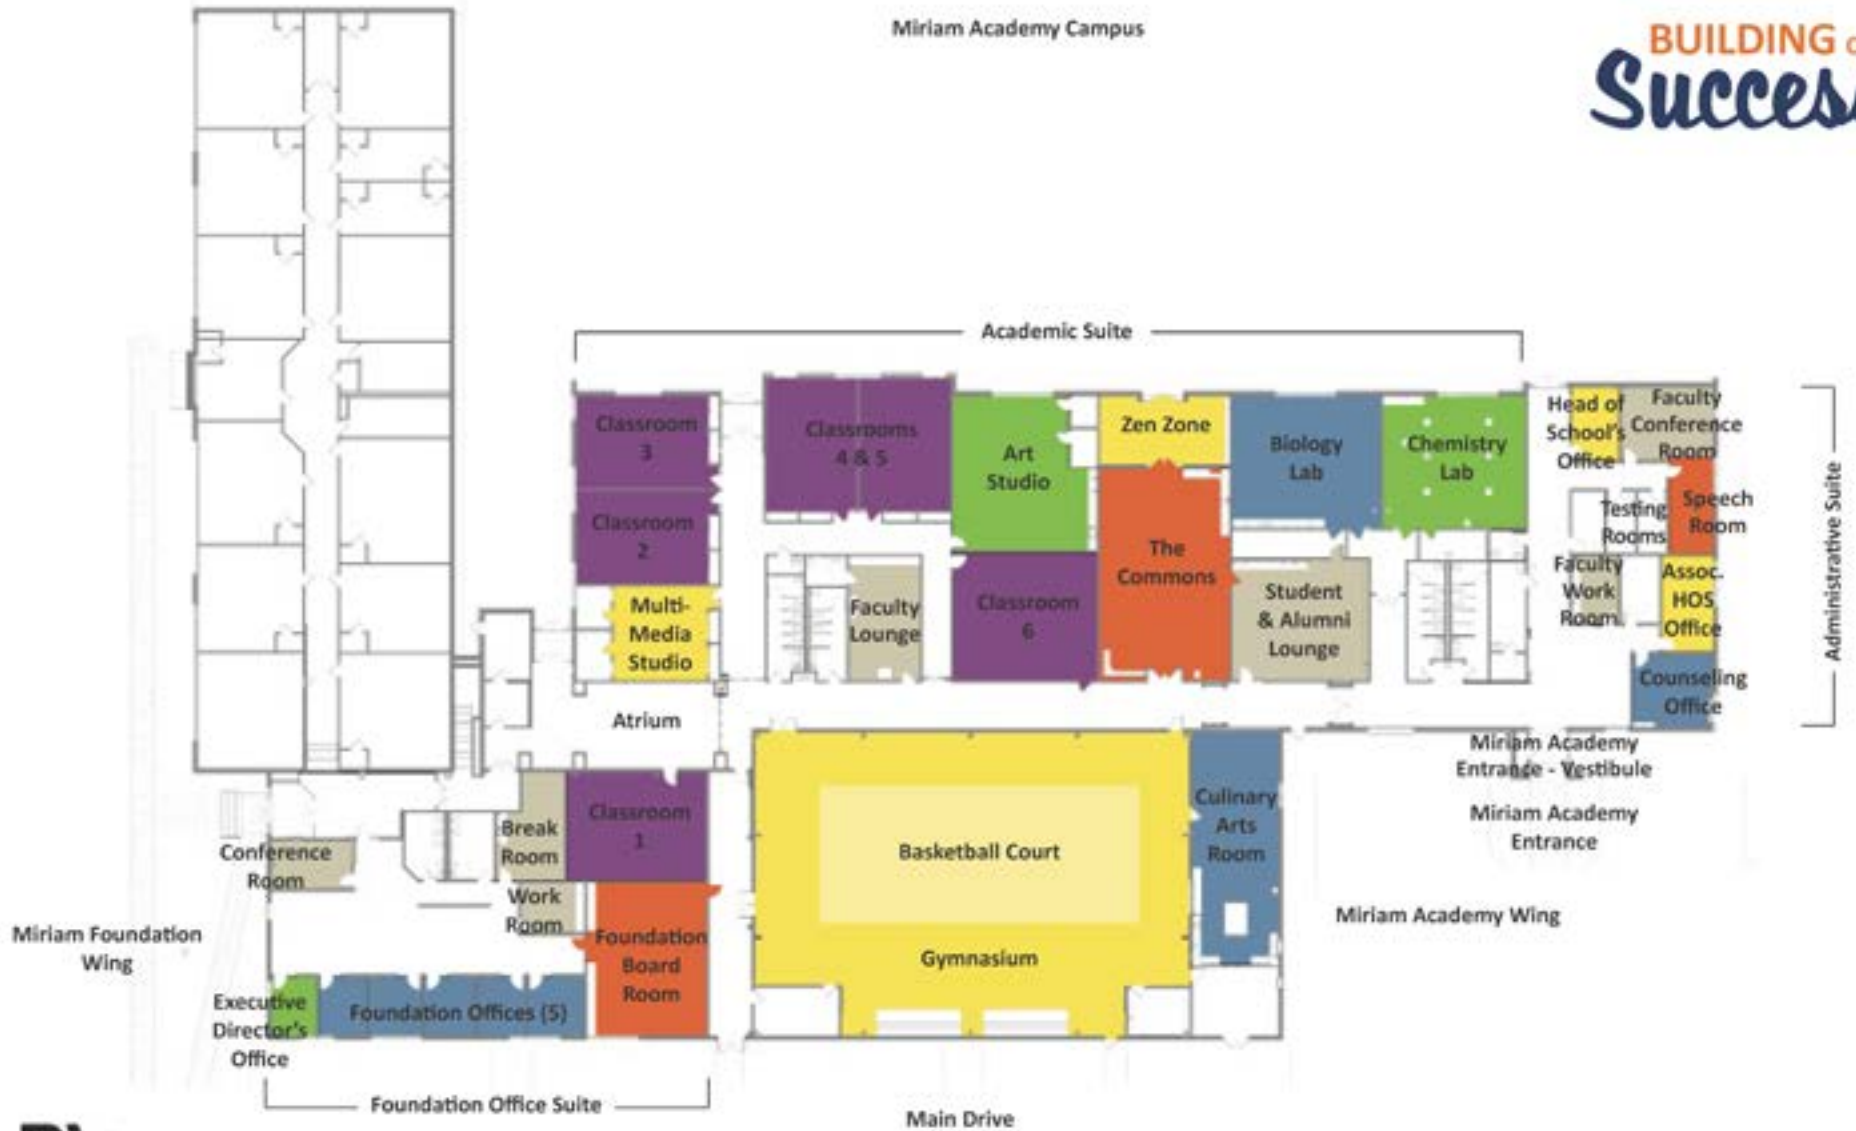 Miriam Academy Campus
BUILDING
Success
Academic Suite
Classroom
3
Classrooms
4 & 5
Art
Studio
Zen Zone
Biology
Lab
Chemistry
Lab
Head of
School's
Office
Faculty
Conference
Room
Classroom
2
The
Commons
Testing
Rooms
Speech
Room
Administrative Suite
Multi-
Media
Studio
Faculty
Lounge
Classroom
6
Student
& Alumni
Lounge
Faculty
Work
Room
Assoc.
HOS
Office
Counseling
Office
Atrium
Miriam Academy
Entrance - Vestibule
Miriam Academy
Entrance
Classroom
1
Break
Room
Conference
Room
Work
Room
Basketball Court
Culinary
Arts
Room
Miriam Academy Wing
Miriam Foundation
Wing
Foundation
Board
Room
Gymnasium
Executive
Director's
Office
Foundation Offices (5)
Foundation Office Suite
Main Drive